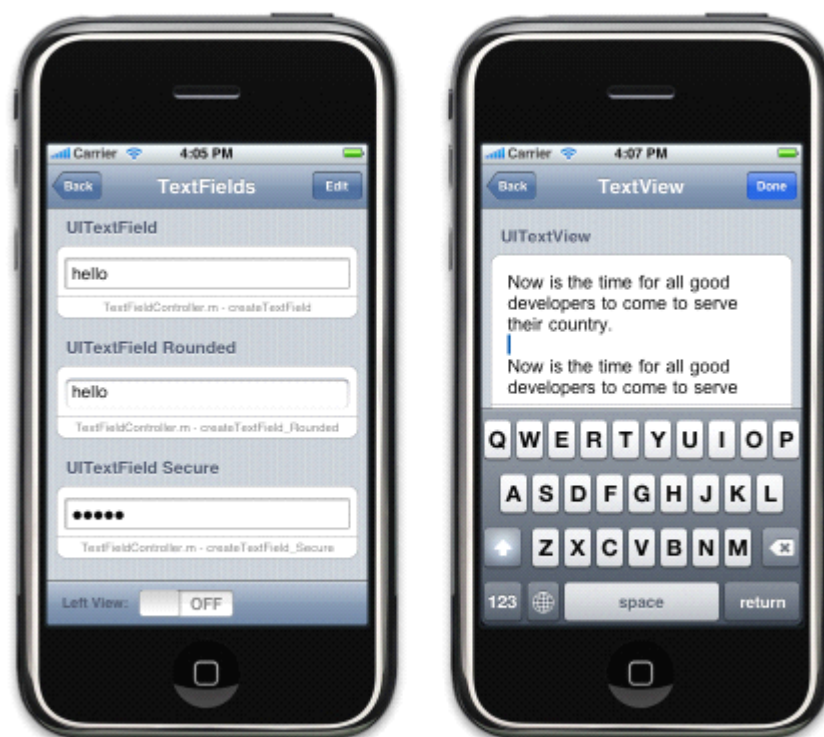 Carrier 4:05 PM
Back TextFields Edit
UITextField
hello
TextFieldController.m - createTextField
UITextField Rounded
hello
TextFieldController.m - createTextField_Rounded
UITextField Secure
●●●●●
TextFieldController.m - createTextField_Secure
Left View: OFF
Carrier 4:07 PM
Back TextView Done
UITextView
Now is the time for all good
developers to come to serve
their country.
Now is the time for all good
developers to come to serve
Q W E R T Y U I O P
A S D F G H J K L
Z X C V B N M
123 space return